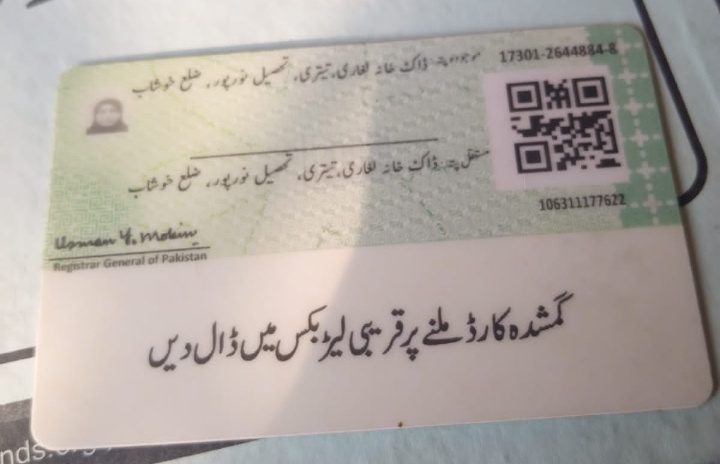 17301-2644884-8
موجودہ پتہ: ڈاک خانہ لغاری، تیتری، تحصیل نورپور، ضلع خوشاب
مستقل پتہ: ڈاک خانہ لغاری، تیتری، تحصیل نورپور، ضلع خوشاب
106311177622
Usman Y. Mobin
Registrar General of Pakistan
گمشدہ کارڈ ملنے پر قریبی لیٹر بکس میں ڈال دیں
nds.org